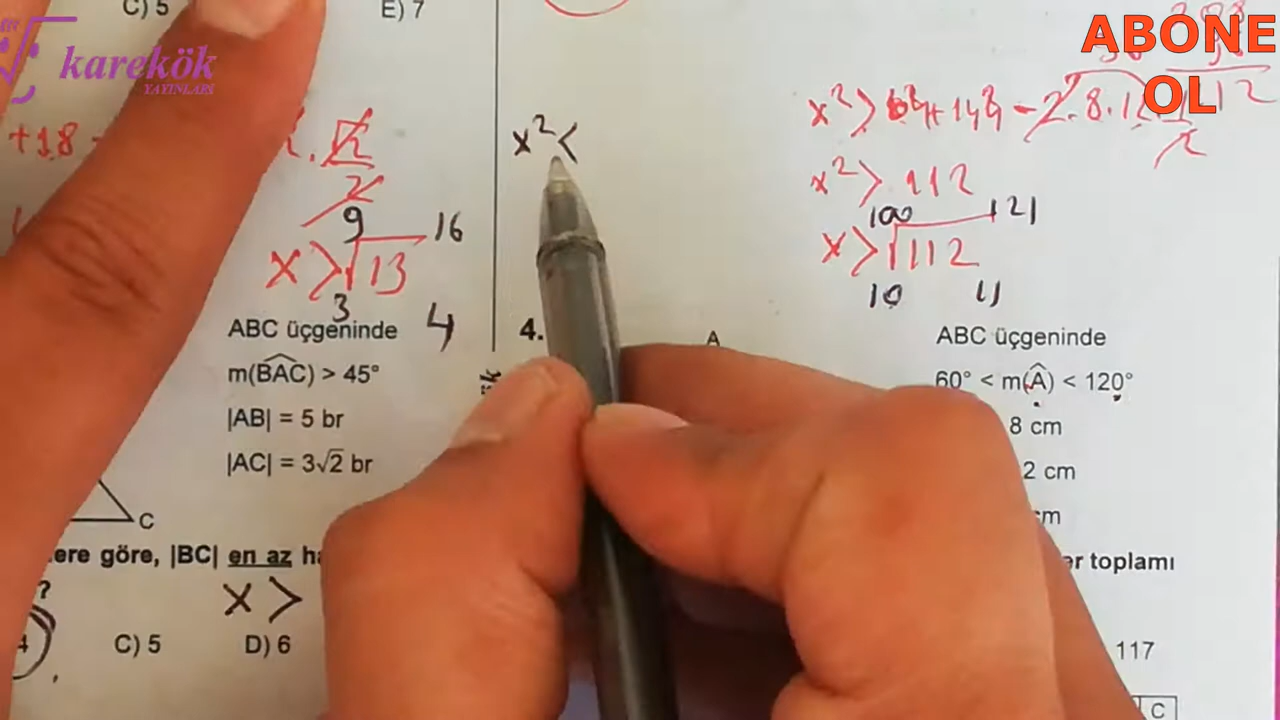 C) 5
E) 7
karekök
YAYINLARI
ABONE
OL
+18
x² > 112
9 16
x > √13
3 4
x² <
100 121
x > √112
10 11
ABC üçgeninde
m(BAC) > 45°
|AB| = 5 br
|AC| = 3√2 br
C
göre, |BC| en az
?
x >
4
C) 5
D) 6
4.
A
ABC üçgeninde
60° < m(A) < 120°
8 cm
2 cm
toplamı
117
C